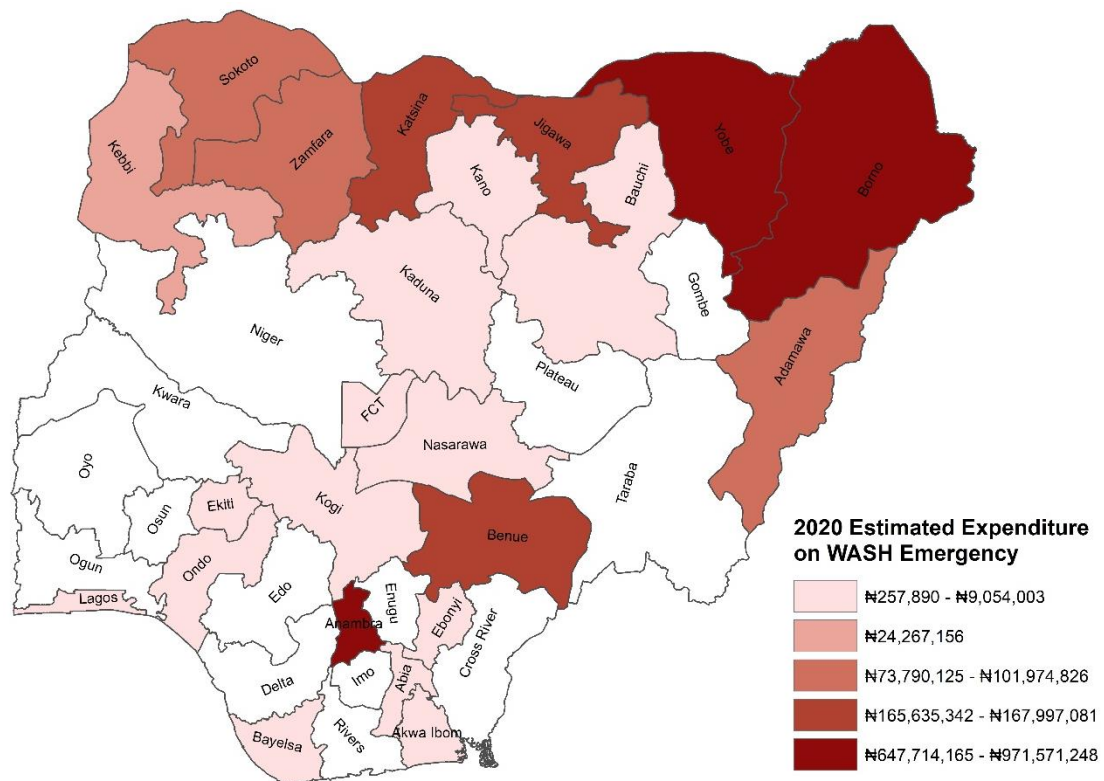 Sokoto
Katsina
Jigawa
Yobe
Borno
Kebbi
Zamfara
Kano
Bauchi
Kaduna
Gombe
Adamawa
Niger
Plateau
Kwara
FCT
Nasarawa
Taraba
Oyo
Osun
Ekiti
Kogi
Benue
Ogun
Ondo
Edo
Enugu
Lagos
Anambra
Ebonyi
Cross River
Delta
Imo
Abia
Bayelsa
Rivers
Akwa Ibom
2020 Estimated Expenditure
on WASH Emergency
₦257,890 - ₦9,054,003
₦24,267,156
₦73,790,125 - ₦101,974,826
₦165,635,342 - ₦167,997,081
₦647,714,165 - ₦971,571,248